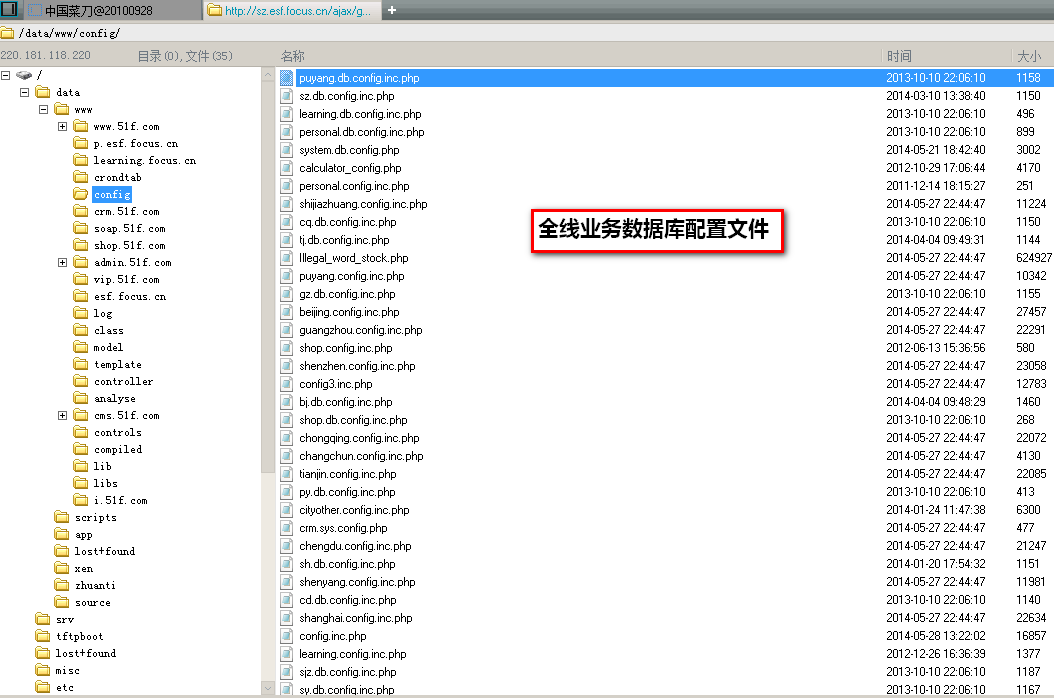 中国菜刀@20100928 http://sz.esf.focus.cn/ajax/g... +
/data/www/config/
220.181.118.220 目录(0),文件(35) 名称 时间 大小
/
data
www
www.51f.com
p.esf.focus.cn
learning.focus.cn
crondtab
config
crm.51f.com
soap.51f.com
shop.51f.com
admin.51f.com
vip.51f.com
esf.focus.cn
log
class
model
template
controller
analyse
cms.51f.com
controls
compiled
lib
libs
i.51f.com
scripts
app
lost+found
xen
zhuanti
source
srv
tftpboot
lost+found
misc
etc
puyang.db.config.inc.php 2013-10-10 22:06:10 1158
sz.db.config.inc.php 2014-03-10 13:38:40 1150
learning.db.config.inc.php 2013-10-10 22:06:10 496
personal.db.config.inc.php 2013-10-10 22:06:10 899
system.db.config.php 2014-05-21 18:42:40 3002
calculator_config.php 2012-10-29 17:06:44 4170
personal.config.inc.php 2011-12-14 18:15:27 251
shijiazhuang.config.inc.php 2014-05-27 22:44:47 11224
cq.db.config.inc.php 2013-10-10 22:06:10 1150
tj.db.config.inc.php 2014-04-04 09:49:31 1144
Illegal_word_stock.php 2014-05-27 22:44:47 624927
puyang.config.inc.php 2014-05-27 22:44:47 10342
gz.db.config.inc.php 2013-10-10 22:06:10 1155
beijing.config.inc.php 2014-05-27 22:44:47 27457
guangzhou.config.inc.php 2014-05-27 22:44:47 22291
shop.config.inc.php 2012-06-13 15:36:56 580
shenzhen.config.inc.php 2014-05-27 22:44:47 23058
config3.inc.php 2014-05-27 22:44:47 12783
bj.db.config.inc.php 2014-04-04 09:48:29 1460
shop.db.config.inc.php 2013-10-10 22:06:10 268
chongqing.config.inc.php 2014-05-27 22:44:47 22072
changchun.config.inc.php 2014-05-27 22:44:47 4130
tianjin.config.inc.php 2014-05-27 22:44:47 22085
py.db.config.inc.php 2013-10-10 22:06:10 413
cityother.config.inc.php 2014-01-24 11:47:38 6300
crm.sys.config.php 2014-05-27 22:44:47 477
chengdu.config.inc.php 2014-05-27 22:44:47 21247
sh.db.config.inc.php 2014-01-20 17:54:32 1151
shenyang.config.inc.php 2014-05-27 22:44:47 11981
cd.db.config.inc.php 2013-10-10 22:06:10 1140
shanghai.config.inc.php 2014-05-27 22:44:47 22634
config.inc.php 2014-05-28 13:22:02 16857
learning.config.inc.php 2012-12-26 16:36:39 1377
sjz.db.config.inc.php 2013-10-10 22:06:10 1187
sy.db.config.inc.php 2013-10-10 22:06:10 1167
全线业务数据库配置文件